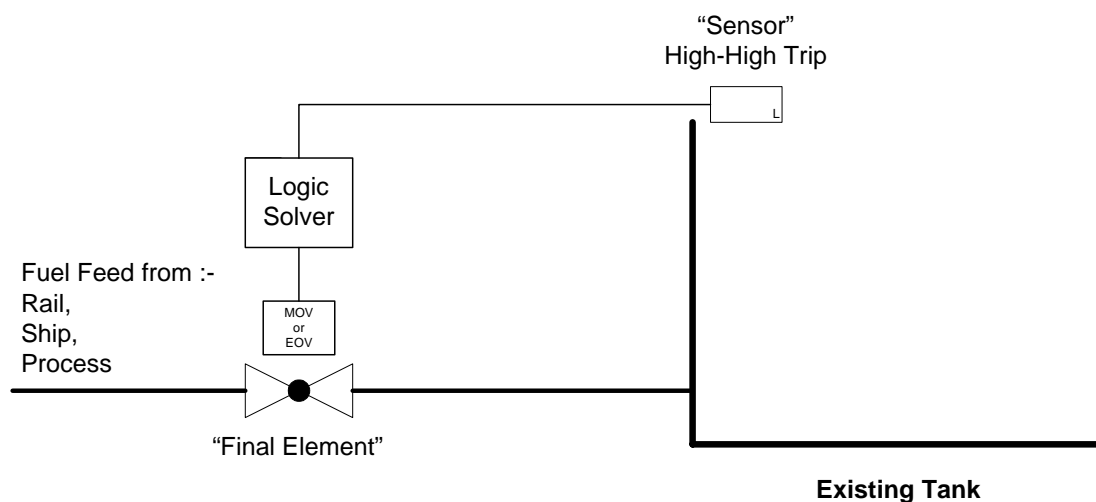 “Sensor”
High-High Trip
L
Logic
Solver
Fuel Feed from :-
Rail,
Ship,
Process
MOV
or
EOV
“Final Element”
Existing Tank